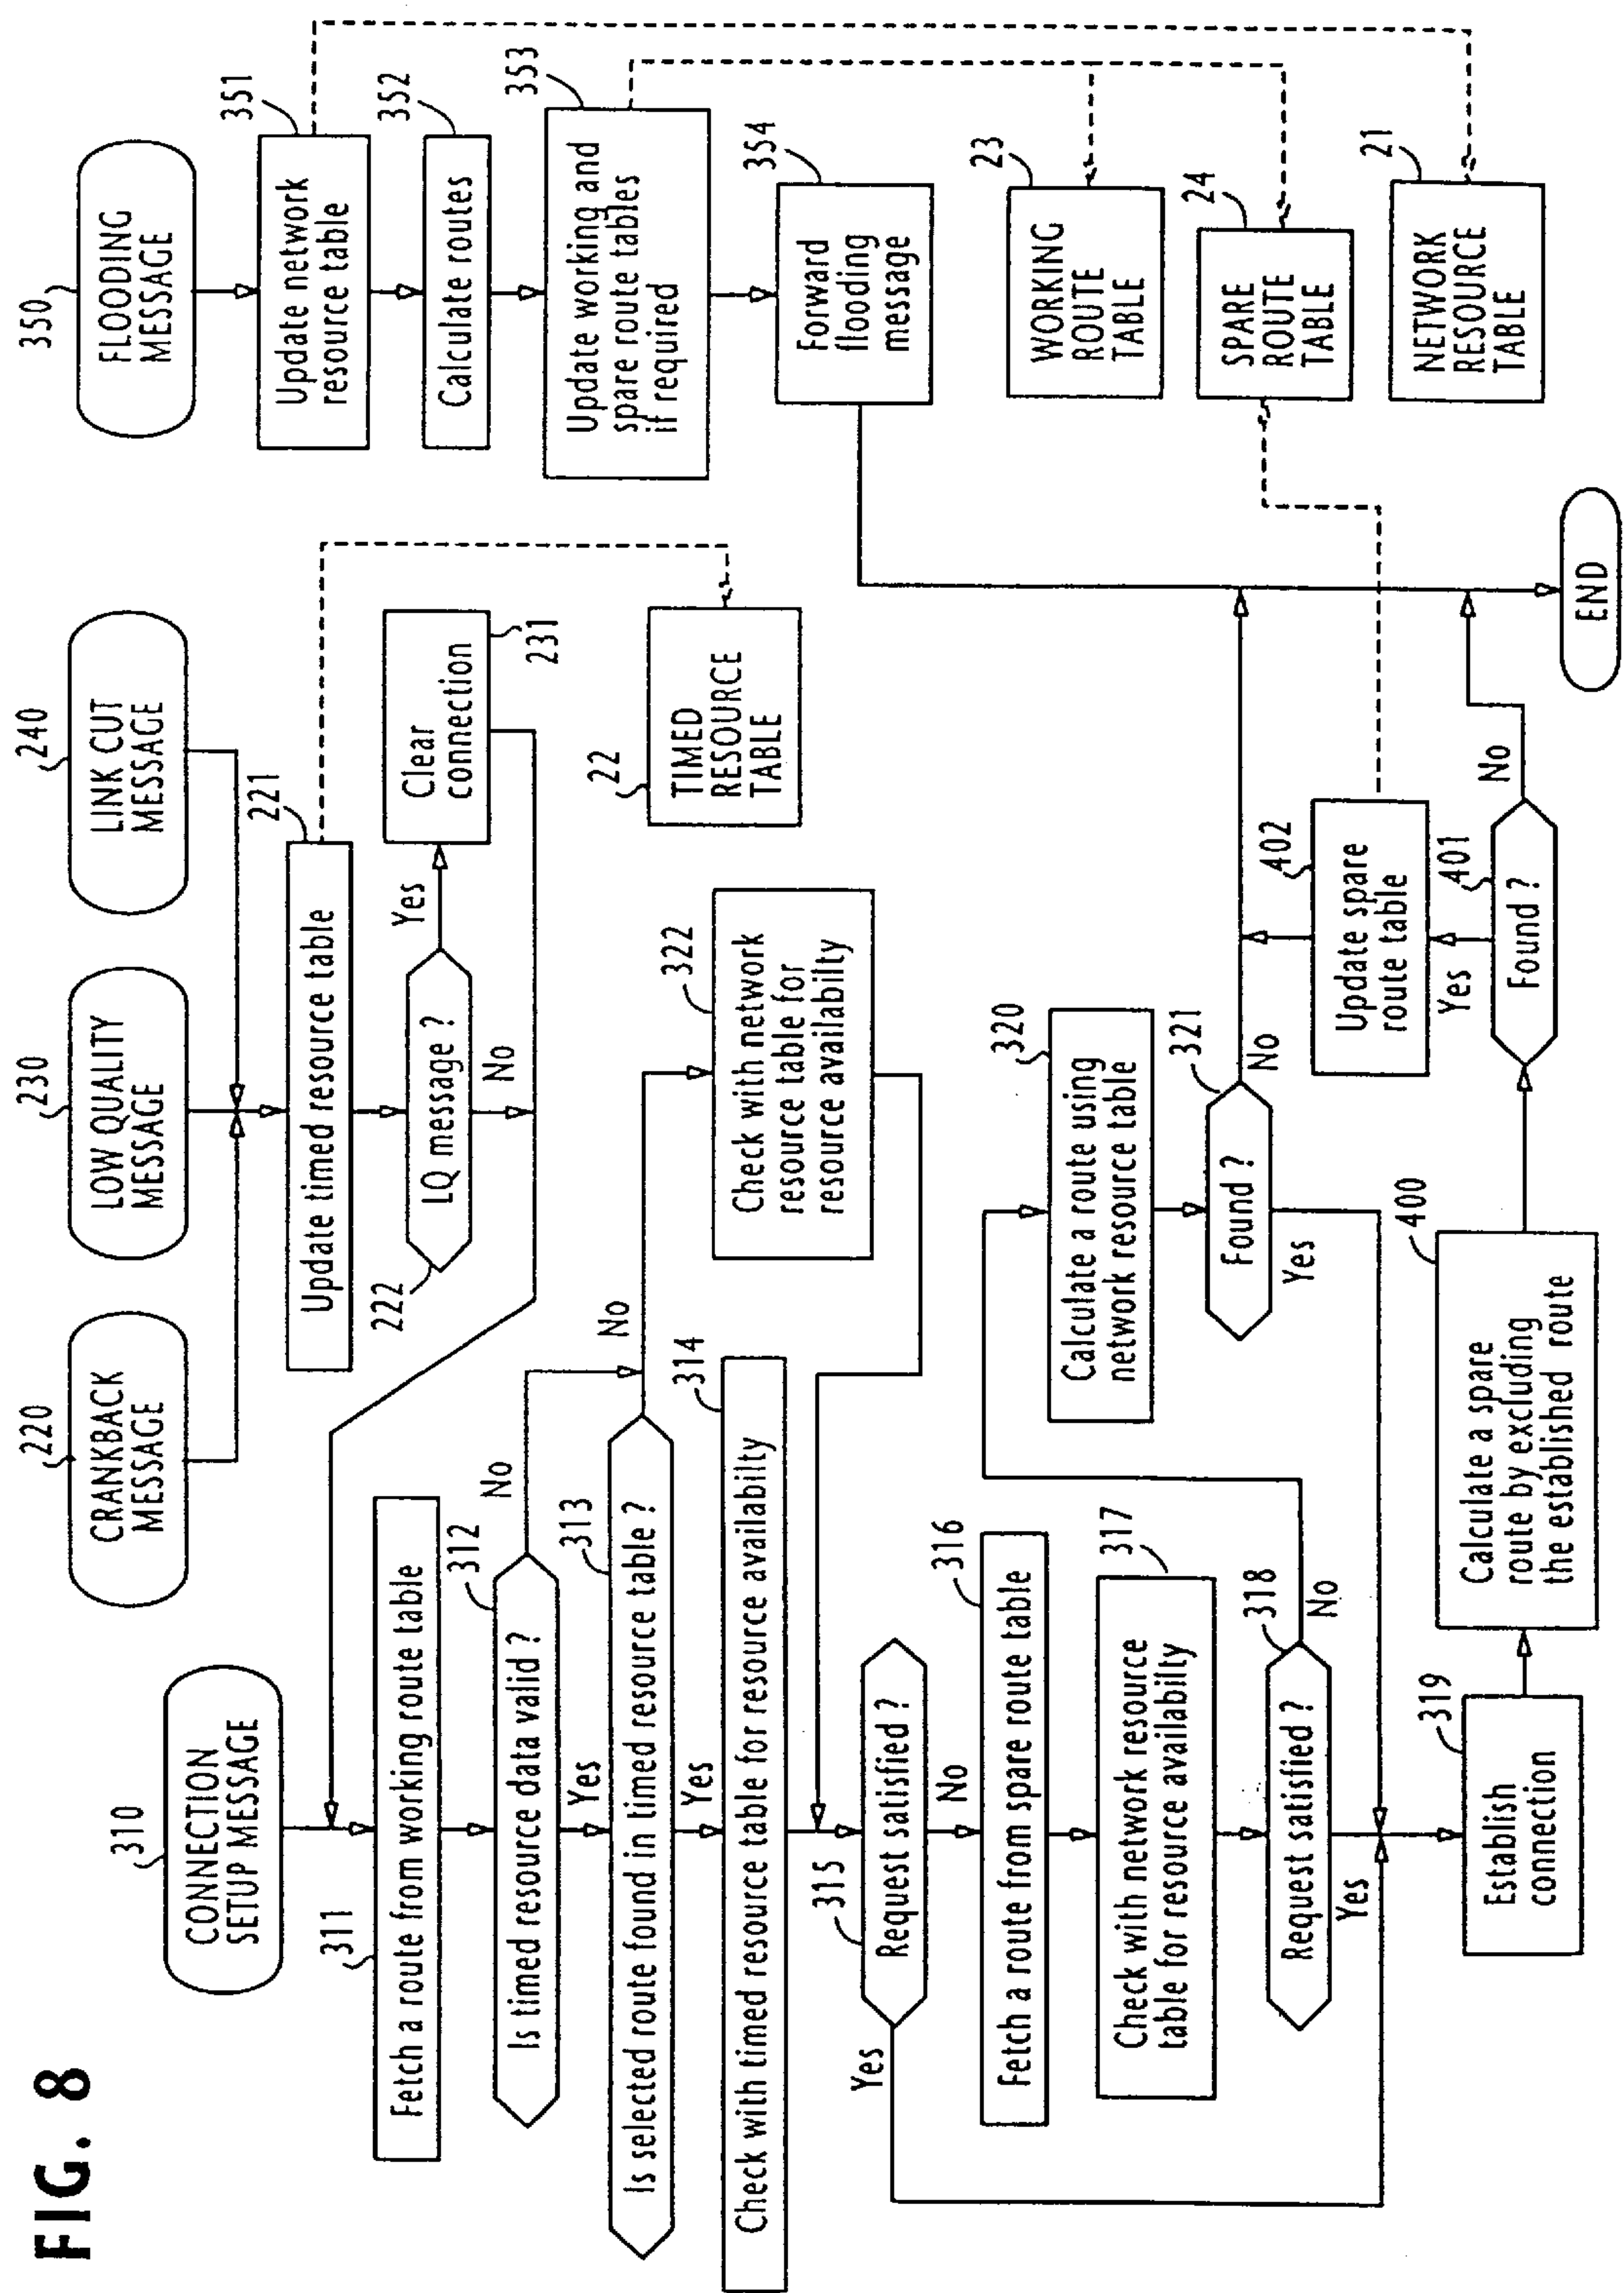 FIG. 8
310
CONNECTION
SETUP MESSAGE
311
Fetch a route from working route table
312
Is timed resource data valid ?
No
Yes
313
Is selected route found in timed resource table ?
No
Yes
314
Check with timed resource table for resource availabilty
315
Request satisfied ?
Yes
No
316
Fetch a route from spare route table
317
Check with network resource
table for resource availabilty
318
Request satisfied ?
No
Yes
319
Establish
connection
220
CRANKBACK
MESSAGE
230
LOW QUALITY
MESSAGE
240
LINK CUT
MESSAGE
221
Update timed resource table
222
LQ message ?
Yes
No
Clear
connection
231
22
TIMED
RESOURCE
TABLE
322
Check with network
resource table for
resource availabilty
320
Calculate a route using
network resource table
321
Found ?
No
Yes
400
Calculate a spare
route by excluding
the established route
401
Found ?
No
Yes
402
Update spare
route table
END
350
FLOODING
MESSAGE
351
Update network
resource table
352
Calculate routes
353
Update working and
spare route tables
if required
354
Forward
flooding
message
23
WORKING
ROUTE
TABLE
24
SPARE
ROUTE
TABLE
21
NETWORK
RESOURCE
TABLE